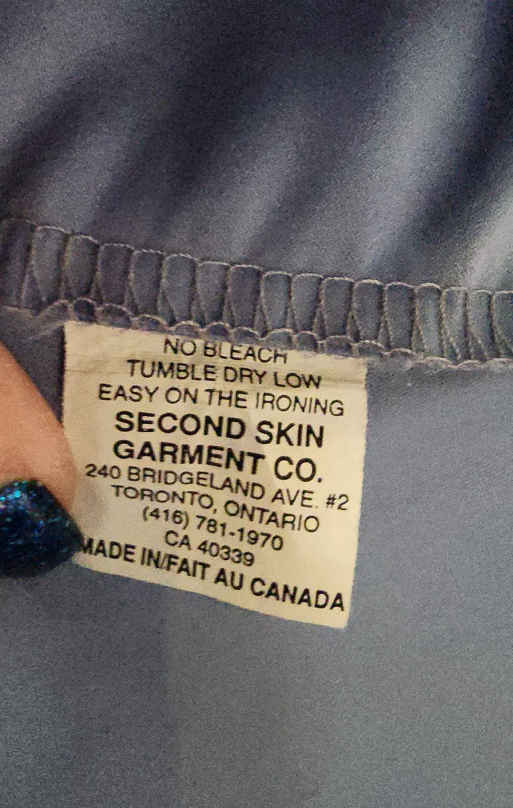 NO BLEACH
TUMBLE DRY LOW
EASY ON THE IRONING
SECOND SKIN
GARMENT CO.
240 BRIDGELAND AVE. #2
TORONTO, ONTARIO
(416) 781-1970
CA 40339
MADE IN/FAIT AU CANADA